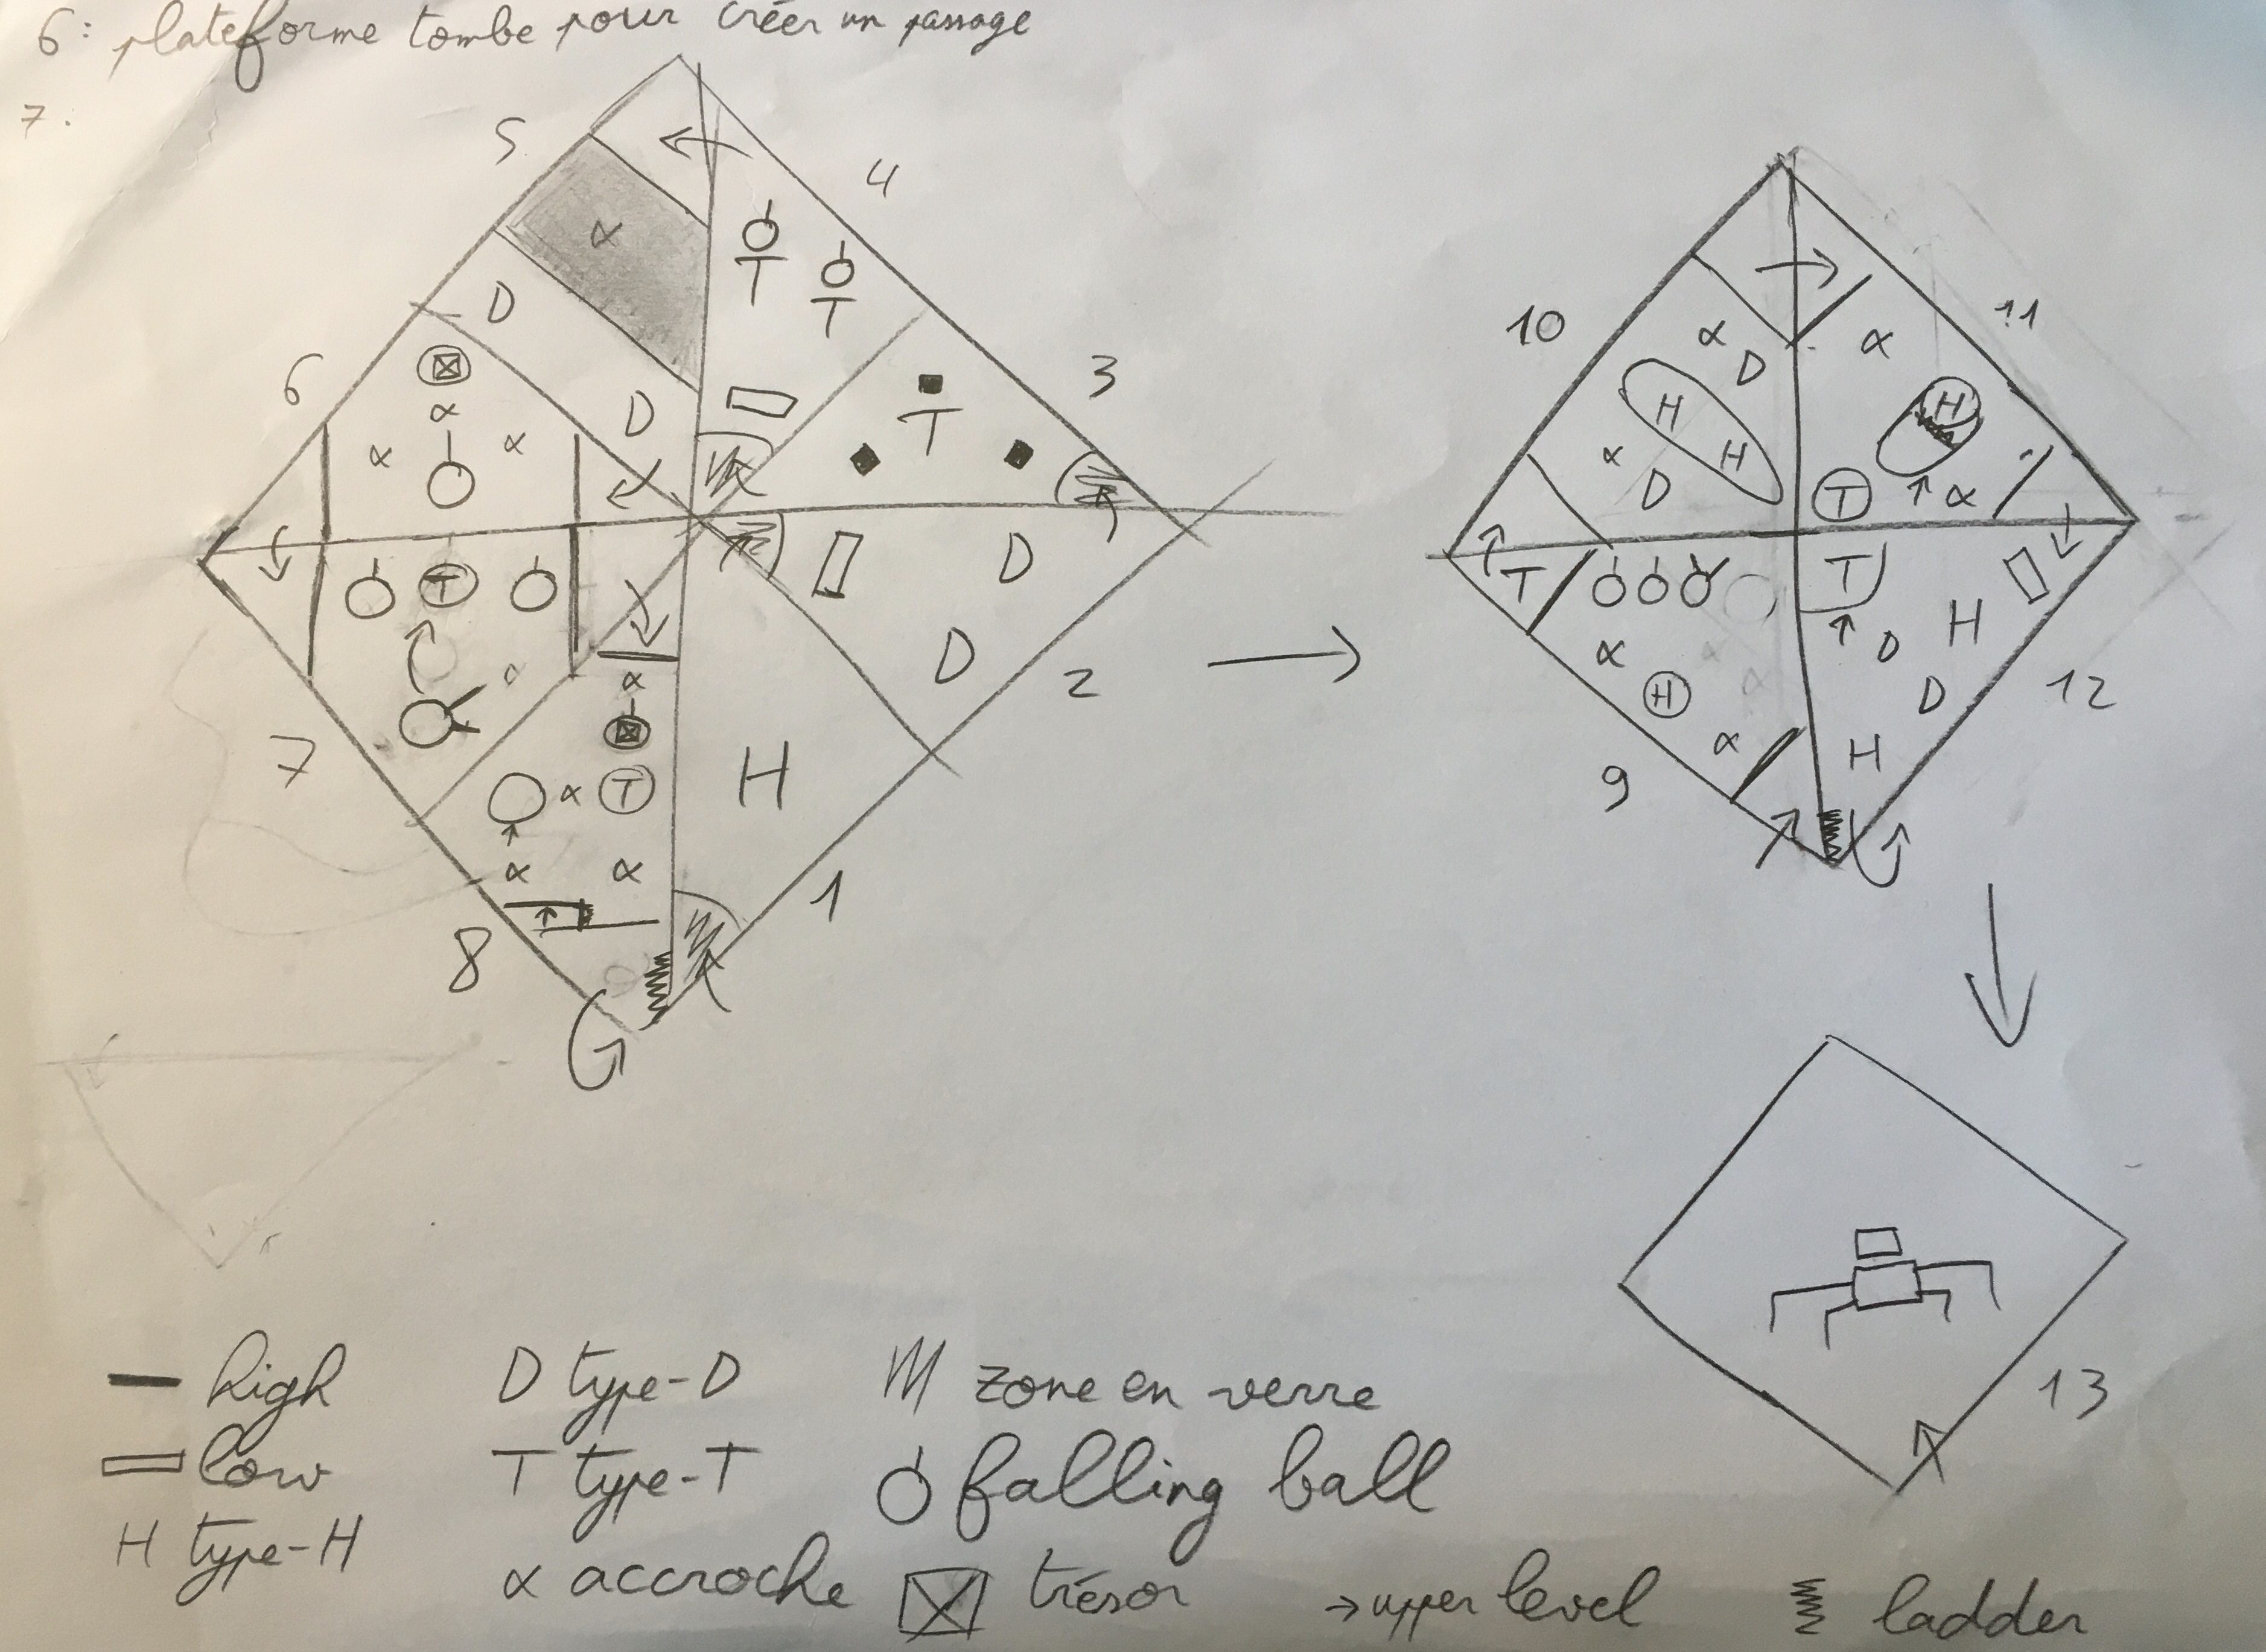 6: plateforme tombe pour créer un passage
7.
5
4
α
T
T
D
10
11
6
3
α
D
α
α
D
T
α
α
H
H
H
α
D
T
α
T
D
T
T
H
α
D
D
α
H
D
2
12
7
H
α
H
9
α
T
1
α
α
8
13
high
D type-D
zone en verre
low
T type-T
falling ball
H type-H
α accroche
trésor
→ upper level
ladder